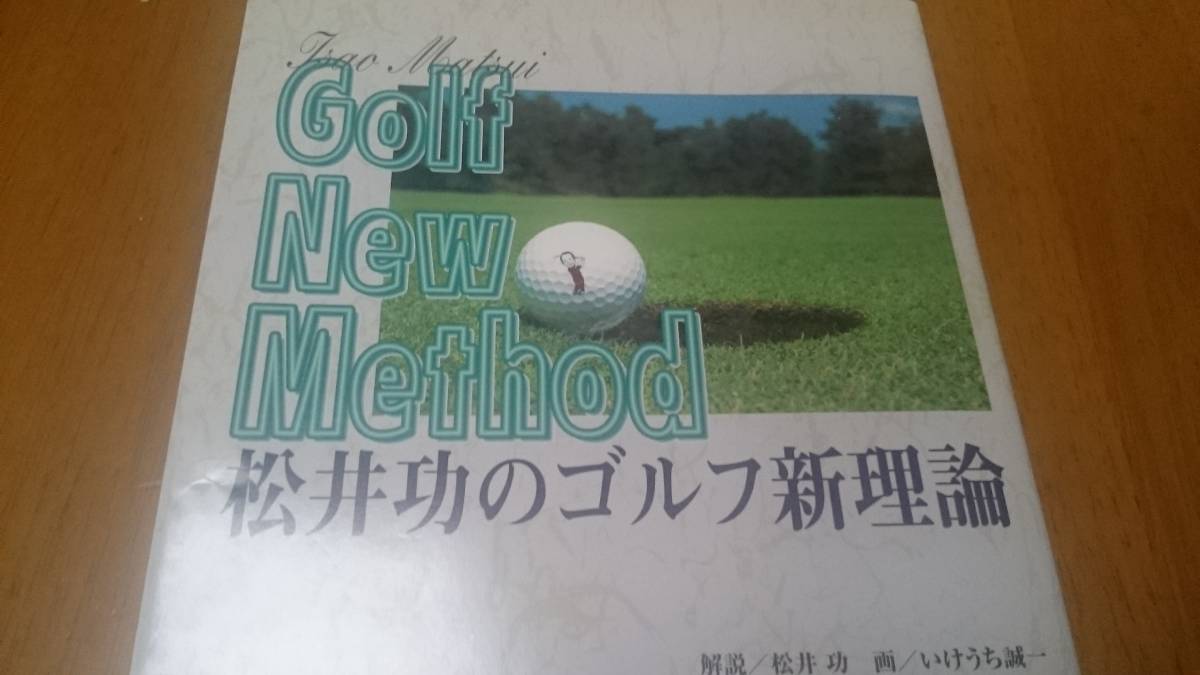 Isao Matsui
Golf
New
Method
松井功のゴルフ新理論
解説／松井 功　画／いけうち誠一